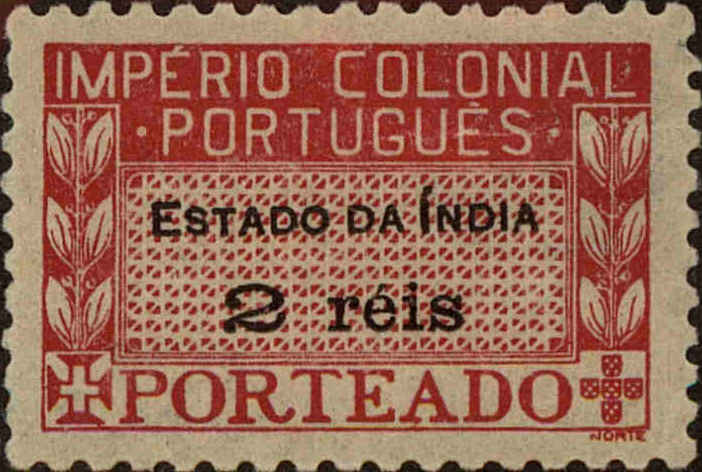 IMPÉRIO COLONIAL
·PORTUGUÊS·
ESTADO DA ÍNDIA
2 réis
PORTEADO
NORTE